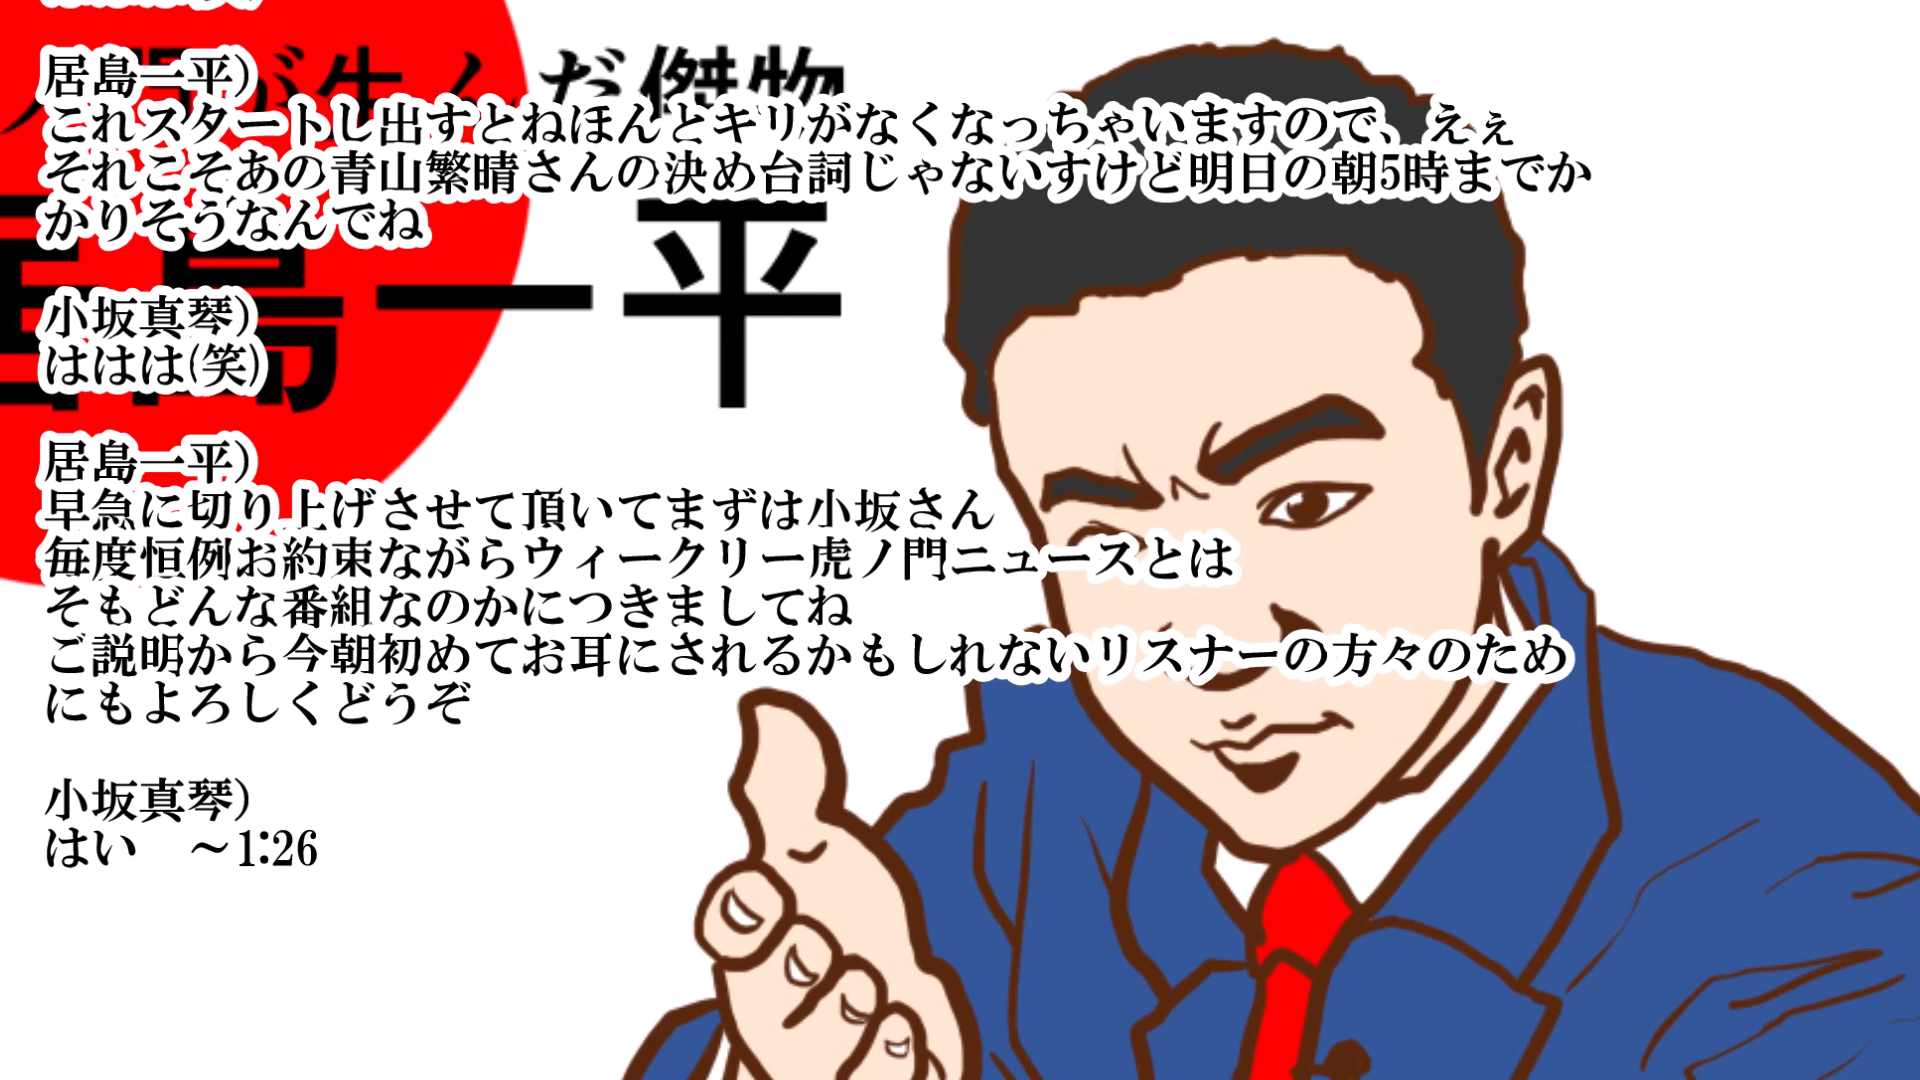 居島一平）
これスタートし出すとねほんとキリがなくなっちゃいますので、えぇ
それこそあの青山繁晴さんの決め台詞じゃないすけど明日の朝5時までか
かりそうなんでね
小坂真琴）
ははは(笑)
居島一平）
早急に切り上げさせて頂いてまずは小坂さん
毎度恒例お約束ながらウィークリー虎ノ門ニュースとは
そもどんな番組なのかにつきましてね
ご説明から今朝初めてお耳にされるかもしれないリスナーの方々のため
にもよろしくどうぞ
小坂真琴）
はい　～1:26
が生んだ傑物
居島一平